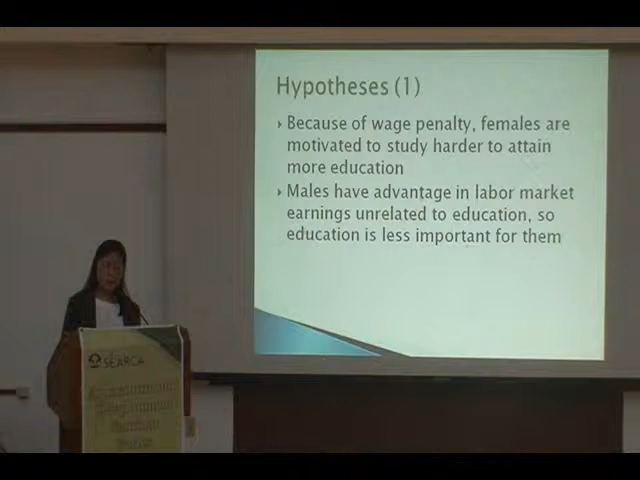 Hypotheses (1)
Because of wage penalty, females are
motivated to study harder to attain
more education
Males have advantage in labor market
earnings unrelated to education, so
education is less important for them
SEARCA